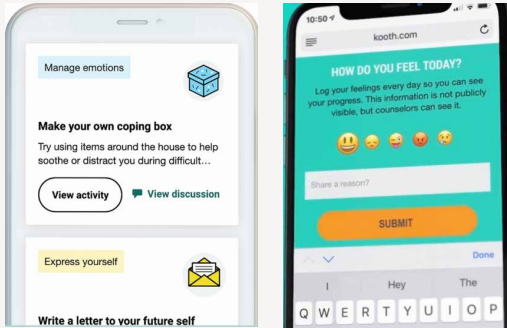 Manage emotions
Make your own coping box
Try using items around the house to help
soothe or distract you during difficult...
View activity
View discussion
Express yourself
Write a letter to your future self
10:50
kooth.com
HOW DO YOU FEEL TODAY?
Log your feelings every day so you can see
your progress. This information is not publicly
visible, but counselors can see it.
Share a reason?
SUBMIT
Done
I Hey The
Q W E R T Y U I O P